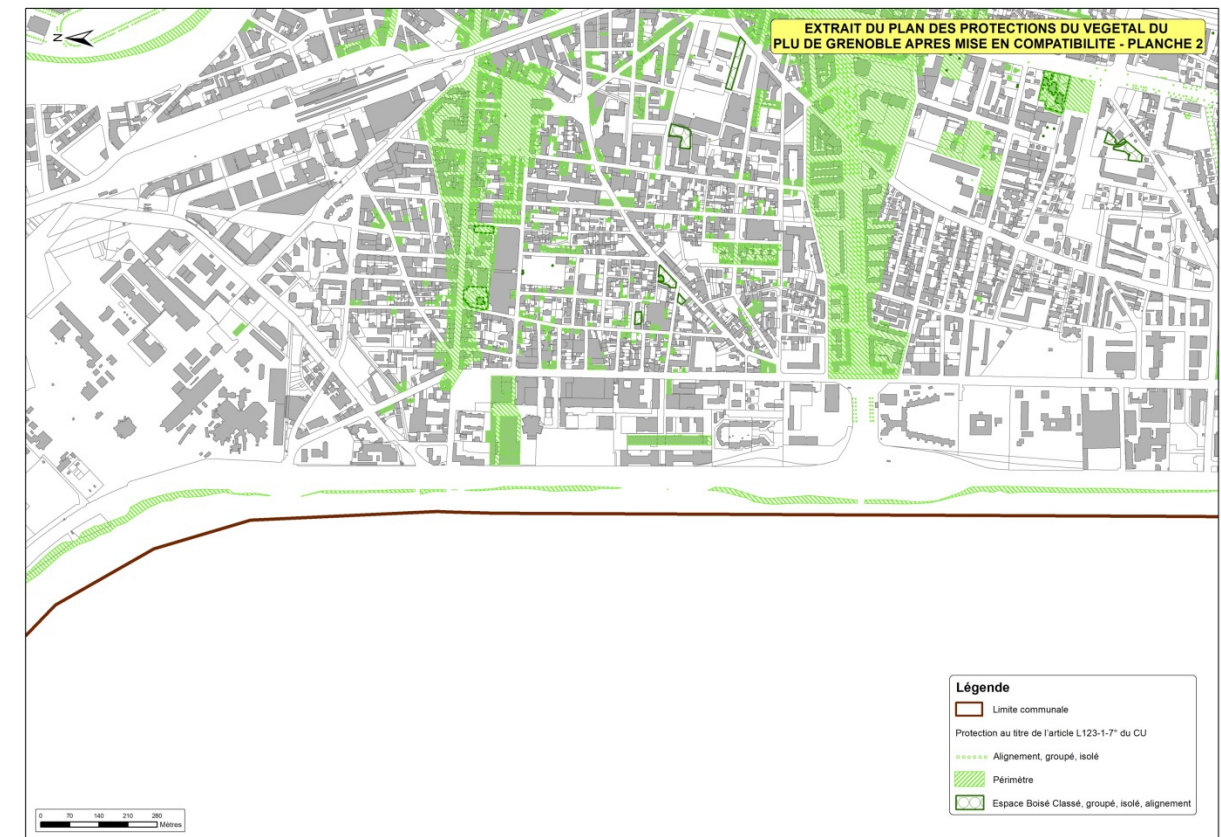 EXTRAIT DU PLAN DES PROTECTIONS DU VEGETAL DU
PLU DE GRENOBLE APRES MISE EN COMPATIBILITE - PLANCHE 2
N
Légende
Limite communale
Protection au titre de l'article L123-1-7° du CU
Alignement, groupé, isolé
Périmètre
Espace Boisé Classé, groupé, isolé, alignement
0 70 140 210 280
Mètres